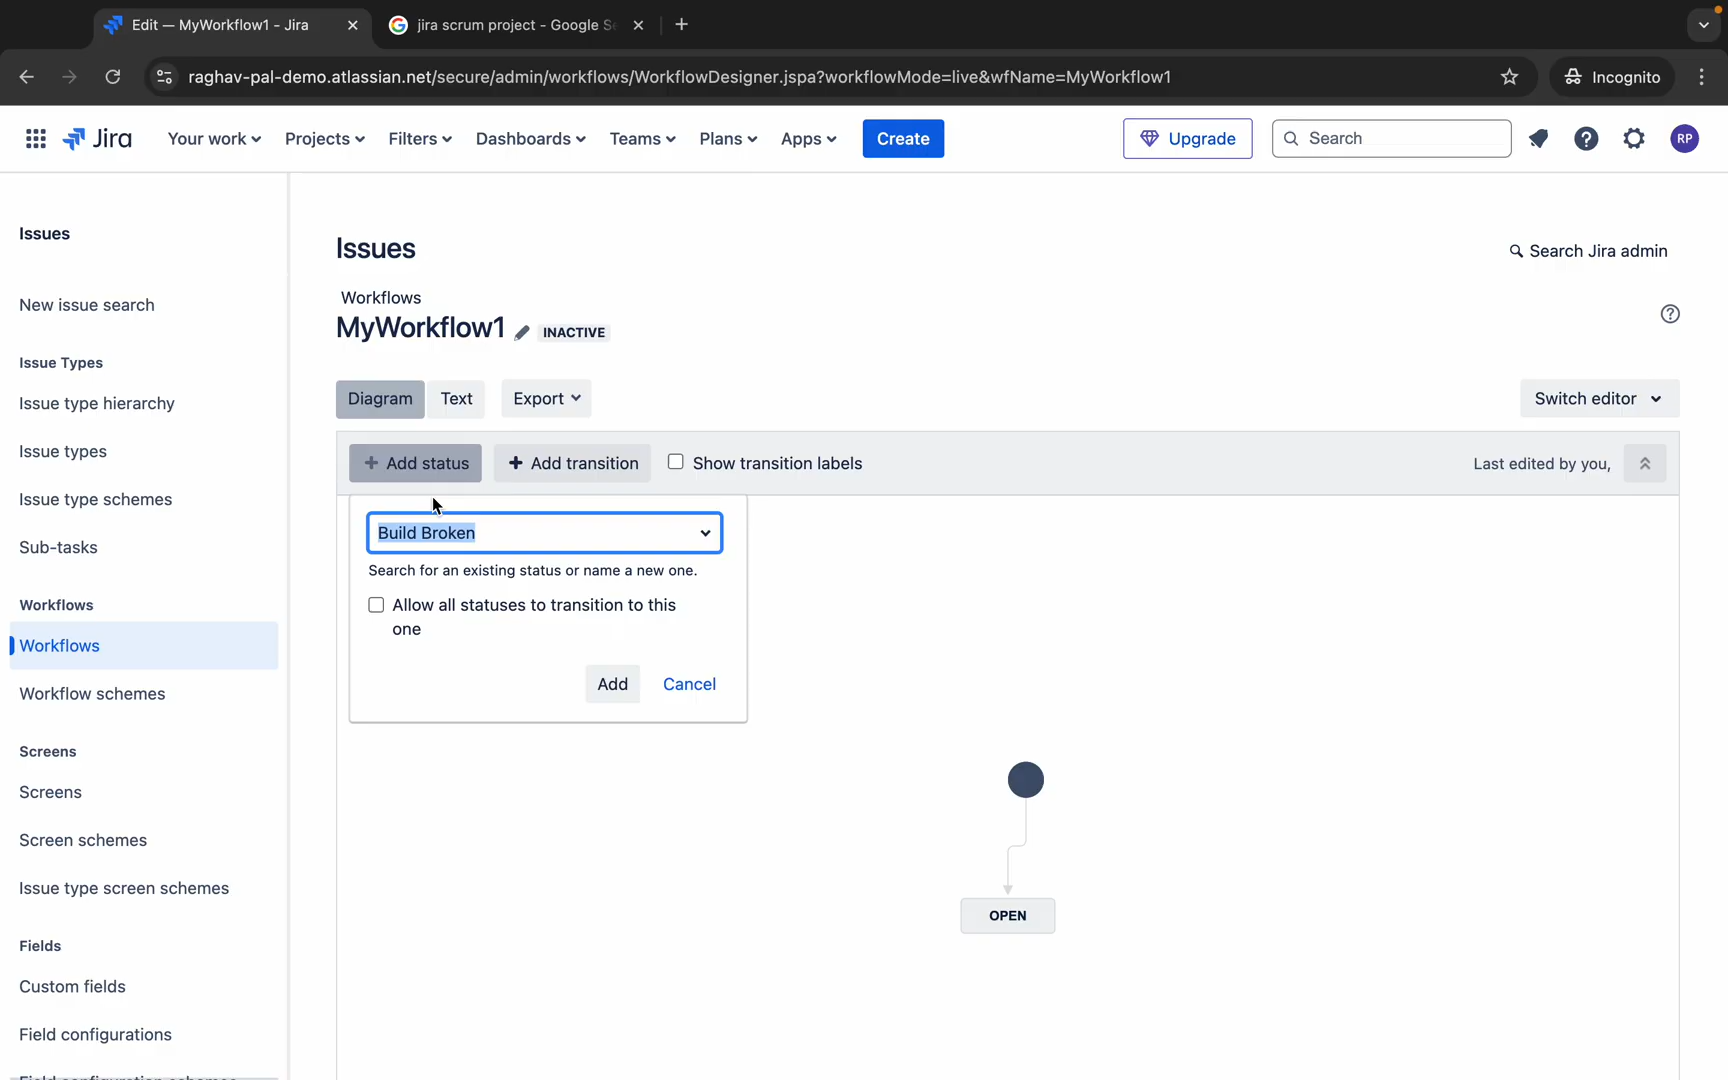 Edit — MyWorkflow1 - Jira
jira scrum project - Google Se
raghav-pal-demo.atlassian.net/secure/admin/workflows/WorkflowDesigner.jspa?workflowMode=live&wfName=MyWorkflow1
Incognito
Jira
Your work
Projects
Filters
Dashboards
Teams
Plans
Apps
Create
Upgrade
Search
RP
Issues
New issue search
Issue Types
Issue type hierarchy
Issue types
Issue type schemes
Sub-tasks
Workflows
Workflows
Workflow schemes
Screens
Screens
Screen schemes
Issue type screen schemes
Fields
Custom fields
Field configurations
Issues
Search Jira admin
Workflows
MyWorkflow1
INACTIVE
Diagram
Text
Export
Switch editor
+ Add status
+ Add transition
Show transition labels
Last edited by you,
Build Broken
Search for an existing status or name a new one.
Allow all statuses to transition to this
one
Add
Cancel
OPEN